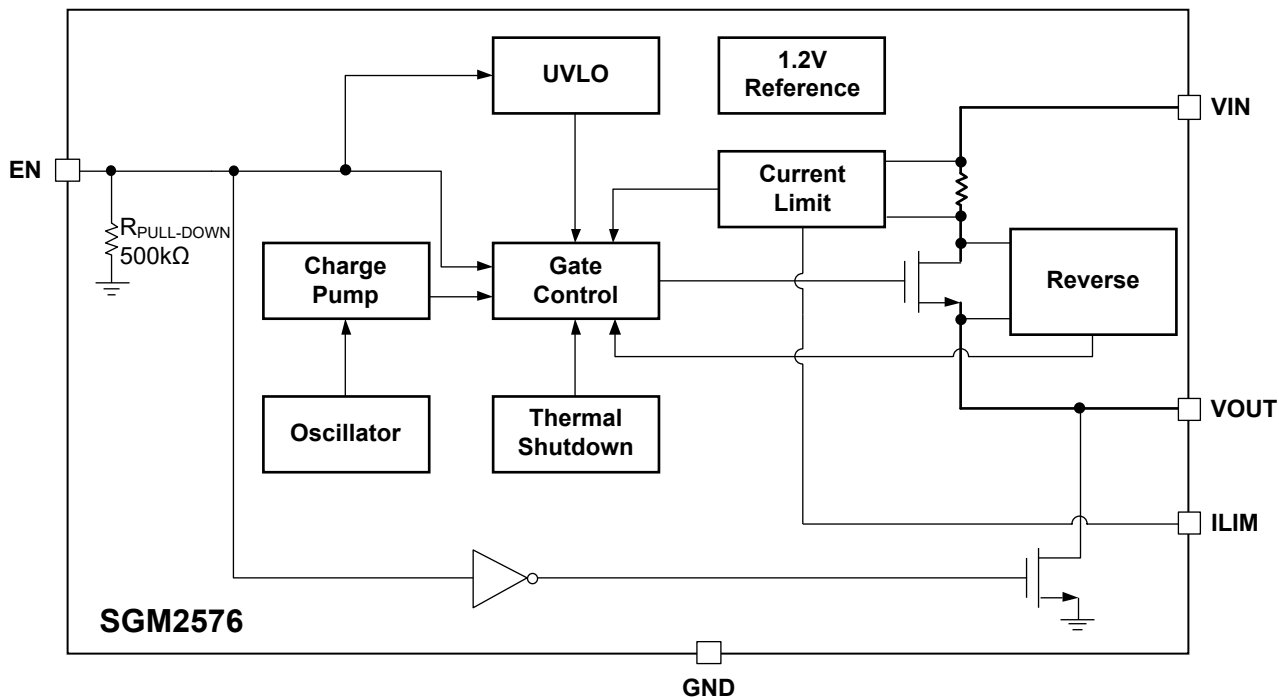 UVLO
1.2V
Reference
VIN
EN
Current
Limit
R_PULL-DOWN
500kΩ
Charge
Pump
Gate
Control
Reverse
Oscillator
Thermal
Shutdown
VOUT
ILIM
SGM2576
GND